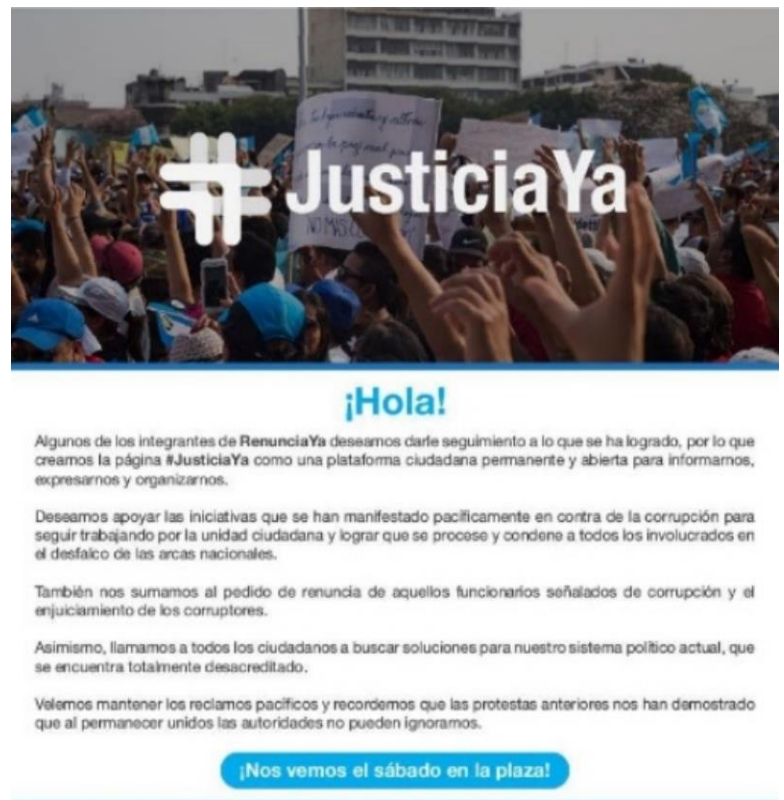 JusticiaYa
NO MAS
¡Hola!
Algunos de los integrantes de RenunciaYa deseamos darle seguimiento a lo que se ha logrado, por lo que
creamos la página #JusticiaYa como una plataforma ciudadana permanente y abierta para informarnos,
expresarnos y organizarnos.
Deseamos apoyar las iniciativas que se han manifestado pacíficamente en contra de la corrupción para
seguir trabajando por la unidad ciudadana y lograr que se procese y condene a todos los involucrados en
el desfalco de las arcas nacionales.
También nos sumamos al pedido de renuncia de aquellos funcionarios señalados de corrupción y el
enjuiciamiento de los corruptores.
Asimismo, llamamos a todos los ciudadanos a buscar soluciones para nuestro sistema político actual, que
se encuentra totalmente desacreditado.
Velemos mantener los reclamos pacíficos y recordemos que las protestas anteriores nos han demostrado
que al permanecer unidos las autoridades no pueden ignorarnos.
¡Nos vemos el sábado en la plaza!